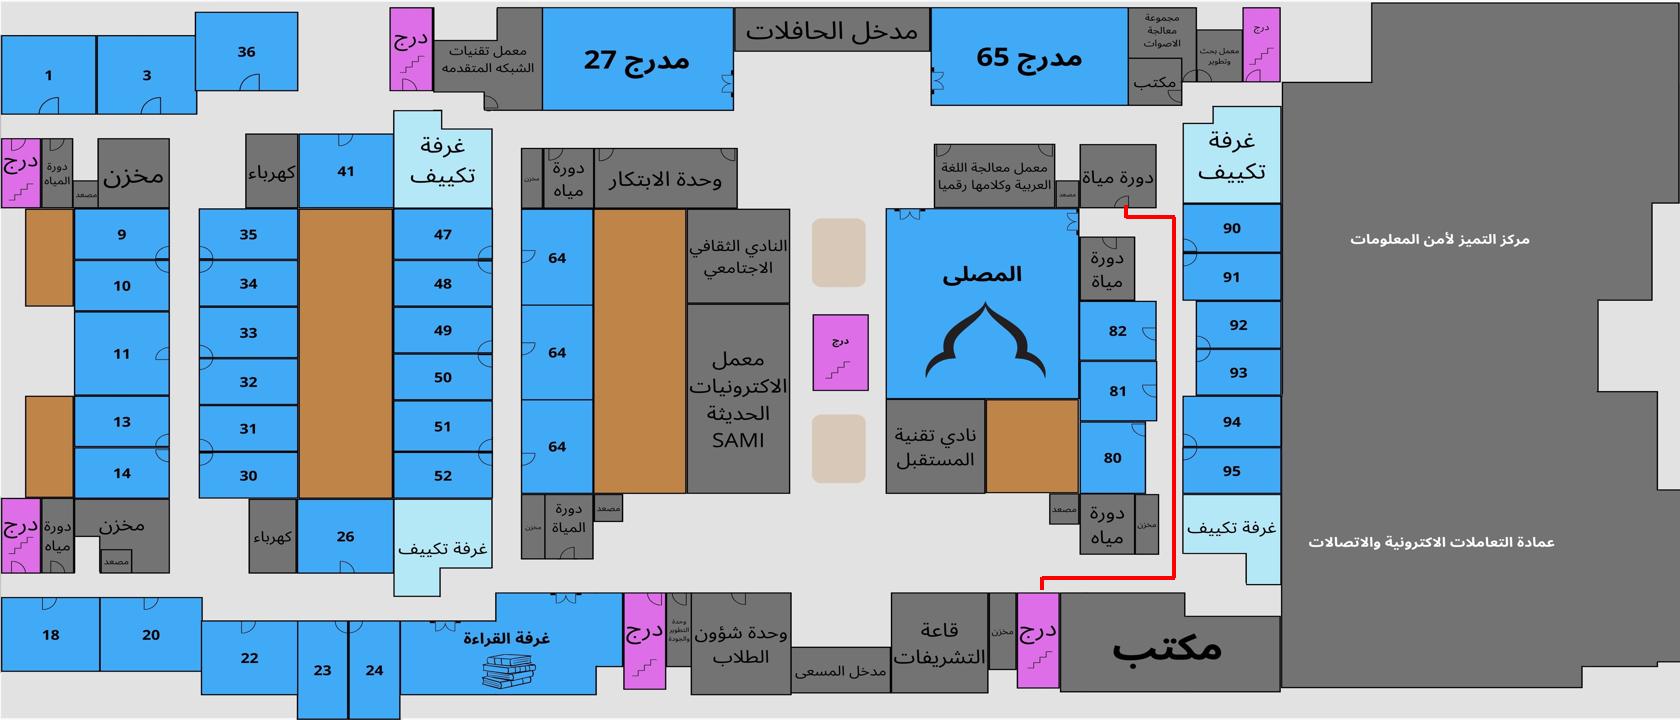 36
1
3
درج
معمل تقنيات
الشبكه المتقدمه
مدرج 27
مدخل الحافلات
مدرج 65
مجموعة
معالجة
الاصوات
مكتب
معمل بحث
وتطوير
درج
درج
دورة
المياه
مصعد
مخزن
كهرباء
41
غرفة
تكييف
مخزن
دورة
مياه
وحدة الابتكار
معمل معالجة اللغة
العربية وكلامها رقميا
مصعد
دورة مياة
غرفة
تكييف
مركز التميز لأمن المعلومات
9
10
11
13
14
35
34
33
32
31
30
47
48
49
50
51
52
64
64
64
النادي الثقافي
الاجتماعي
معمل
الاكترونيات
الحديثة
SAMI
درج
المصلى
نادي تقنية
المستقبل
دورة
مياة
82
81
80
90
91
92
93
94
95
درج
دورة
مياه
مخزن
مصعد
كهرباء
26
غرفة تكييف
مخزن
دورة
المياة
مصعد
مصعد
دورة
مياه
مخزن
غرفة تكييف
عمادة التعاملات الاكترونية والاتصالات
18
20
22
23
24
غرفة القراءة
درج
وحدة
التطوير
والجودة
وحدة شؤون
الطلاب
مدخل المسعى
قاعة
التشريفات
مخزن
درج
مكتب